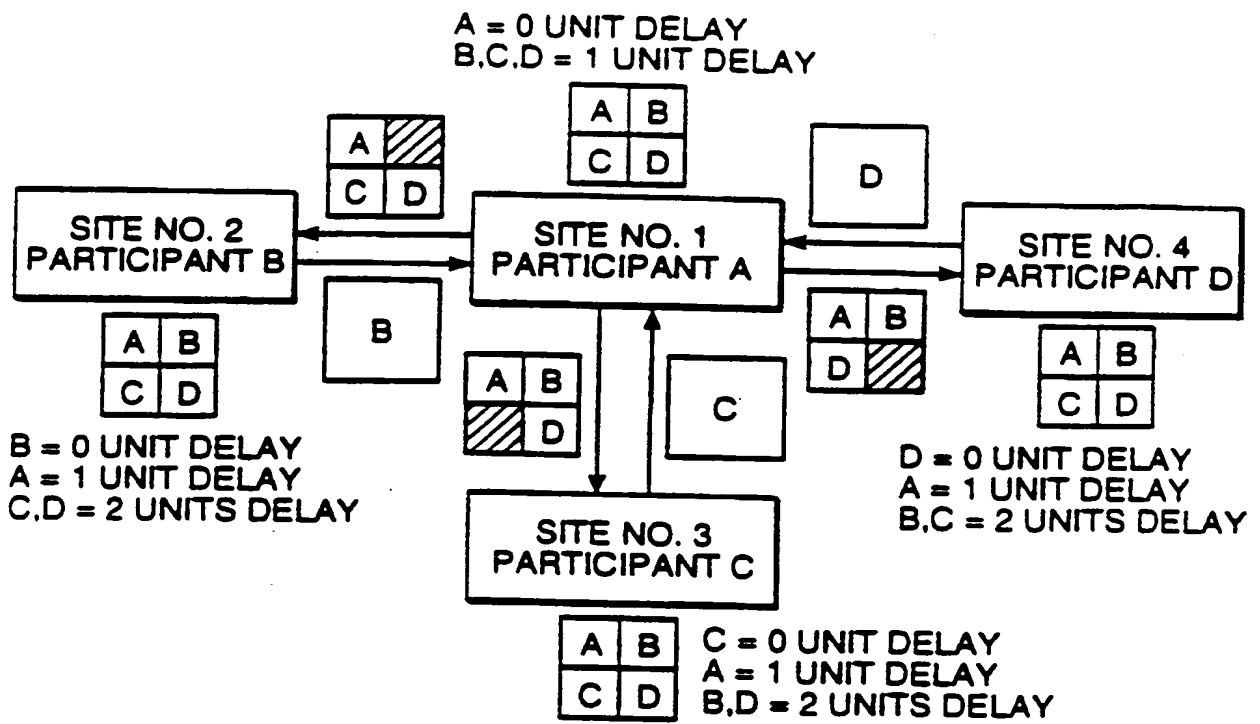 A = 0 UNIT DELAY
B,C,D = 1 UNIT DELAY
A B
C D
A
C D
D
SITE NO. 2
PARTICIPANT B
SITE NO. 1
PARTICIPANT A
SITE NO. 4
PARTICIPANT D
A B
C D
B
A B
D
C
A B
D
A B
C D
B = 0 UNIT DELAY
A = 1 UNIT DELAY
C,D = 2 UNITS DELAY
D = 0 UNIT DELAY
A = 1 UNIT DELAY
B,C = 2 UNITS DELAY
SITE NO. 3
PARTICIPANT C
A B
C D
C = 0 UNIT DELAY
A = 1 UNIT DELAY
B,D = 2 UNITS DELAY